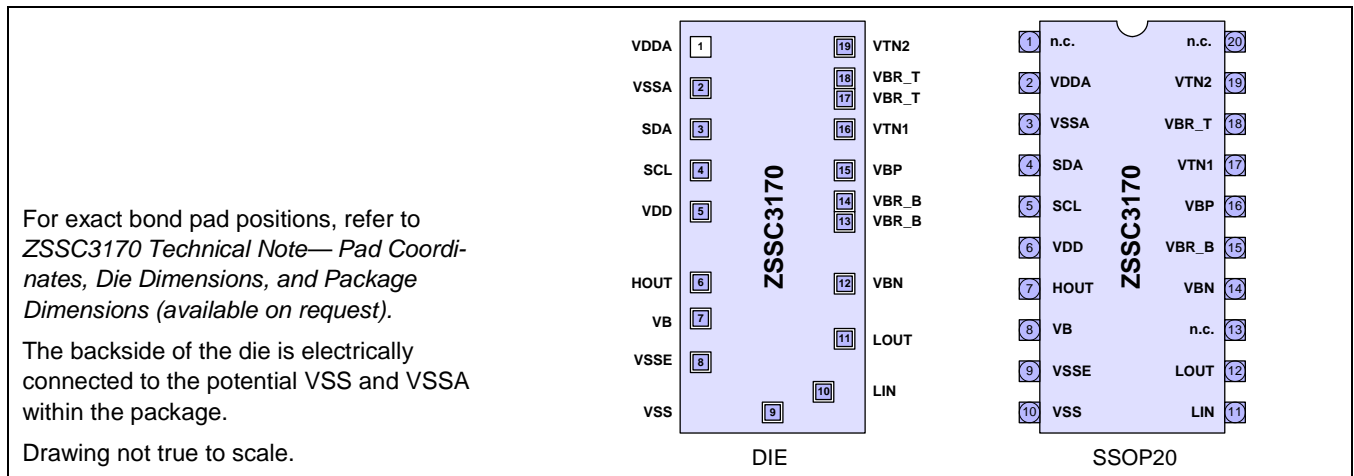 For exact bond pad positions, refer to
ZSSC3170 Technical Note— Pad Coordi-
nates, Die Dimensions, and Package
Dimensions (available on request).
The backside of the die is electrically
connected to the potential VSS and VSSA
within the package.
Drawing not true to scale.
VDDA 1
VSSA 2
SDA 3
SCL 4
VDD 5
HOUT 6
VB 7
VSSE 8
VSS 9
ZSSC3170
19 VTN2
18 VBR_T
17 VBR_T
16 VTN1
15 VBP
14 VBR_B
13 VBR_B
12 VBN
11 LOUT
10 LIN
DIE
1 n.c.
2 VDDA
3 VSSA
4 SDA
5 SCL
6 VDD
7 HOUT
8 VB
9 VSSE
10 VSS
ZSSC3170
n.c. 20
VTN2 19
VBR_T 18
VTN1 17
VBP 16
VBR_B 15
VBN 14
n.c. 13
LOUT 12
LIN 11
SSOP20